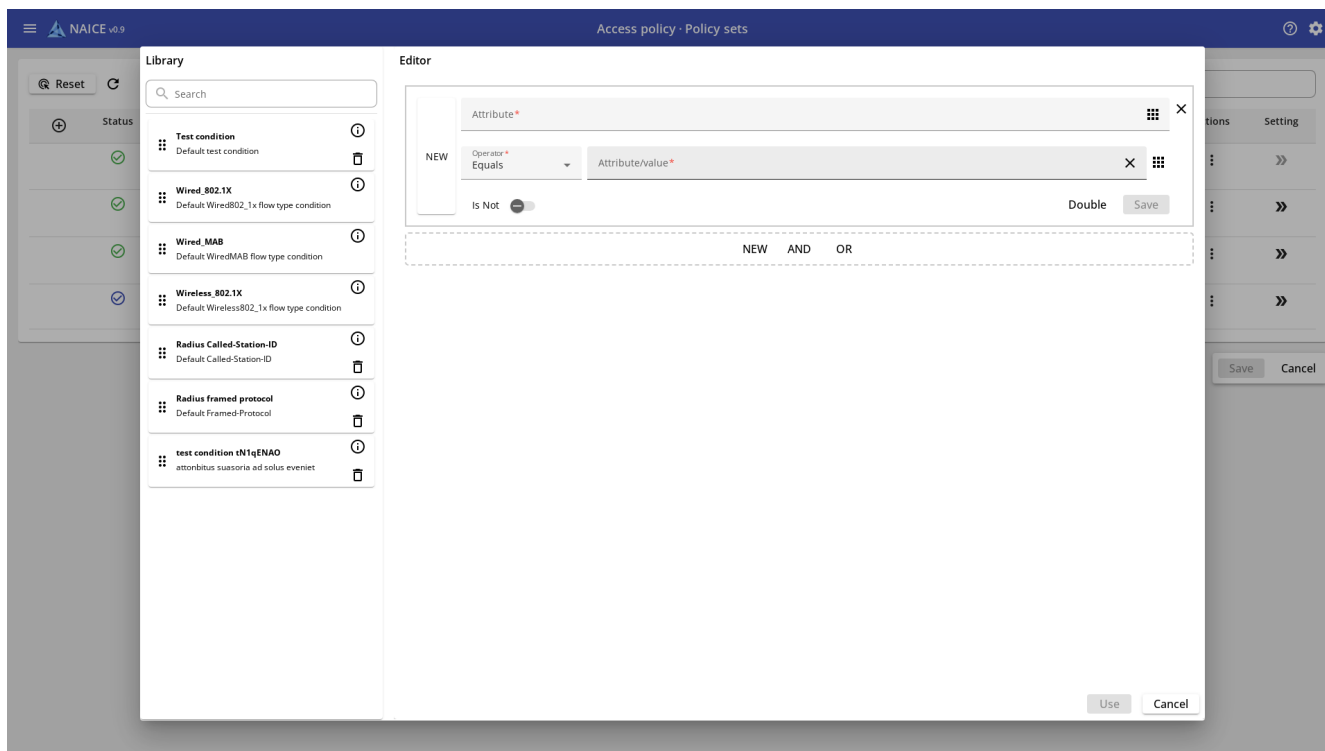 NAICE v0.9
Access policy · Policy sets
Reset
Status
tions
Setting
Save
Cancel
Library
Search
Test condition
Default test condition
Wired_802.1X
Default Wired802_1x flow type condition
Wired_MAB
Default WiredMAB flow type condition
Wireless_802.1X
Default Wireless802_1x flow type condition
Radius Called-Station-ID
Default Called-Station-ID
Radius framed protocol
Default Framed-Protocol
test condition tN1qENAO
attonbitus suasoria ad solus eveniet
Editor
NEW
Attribute*
Operator*
Equals
Attribute/value*
Is Not
Double
Save
NEW AND OR
Use
Cancel